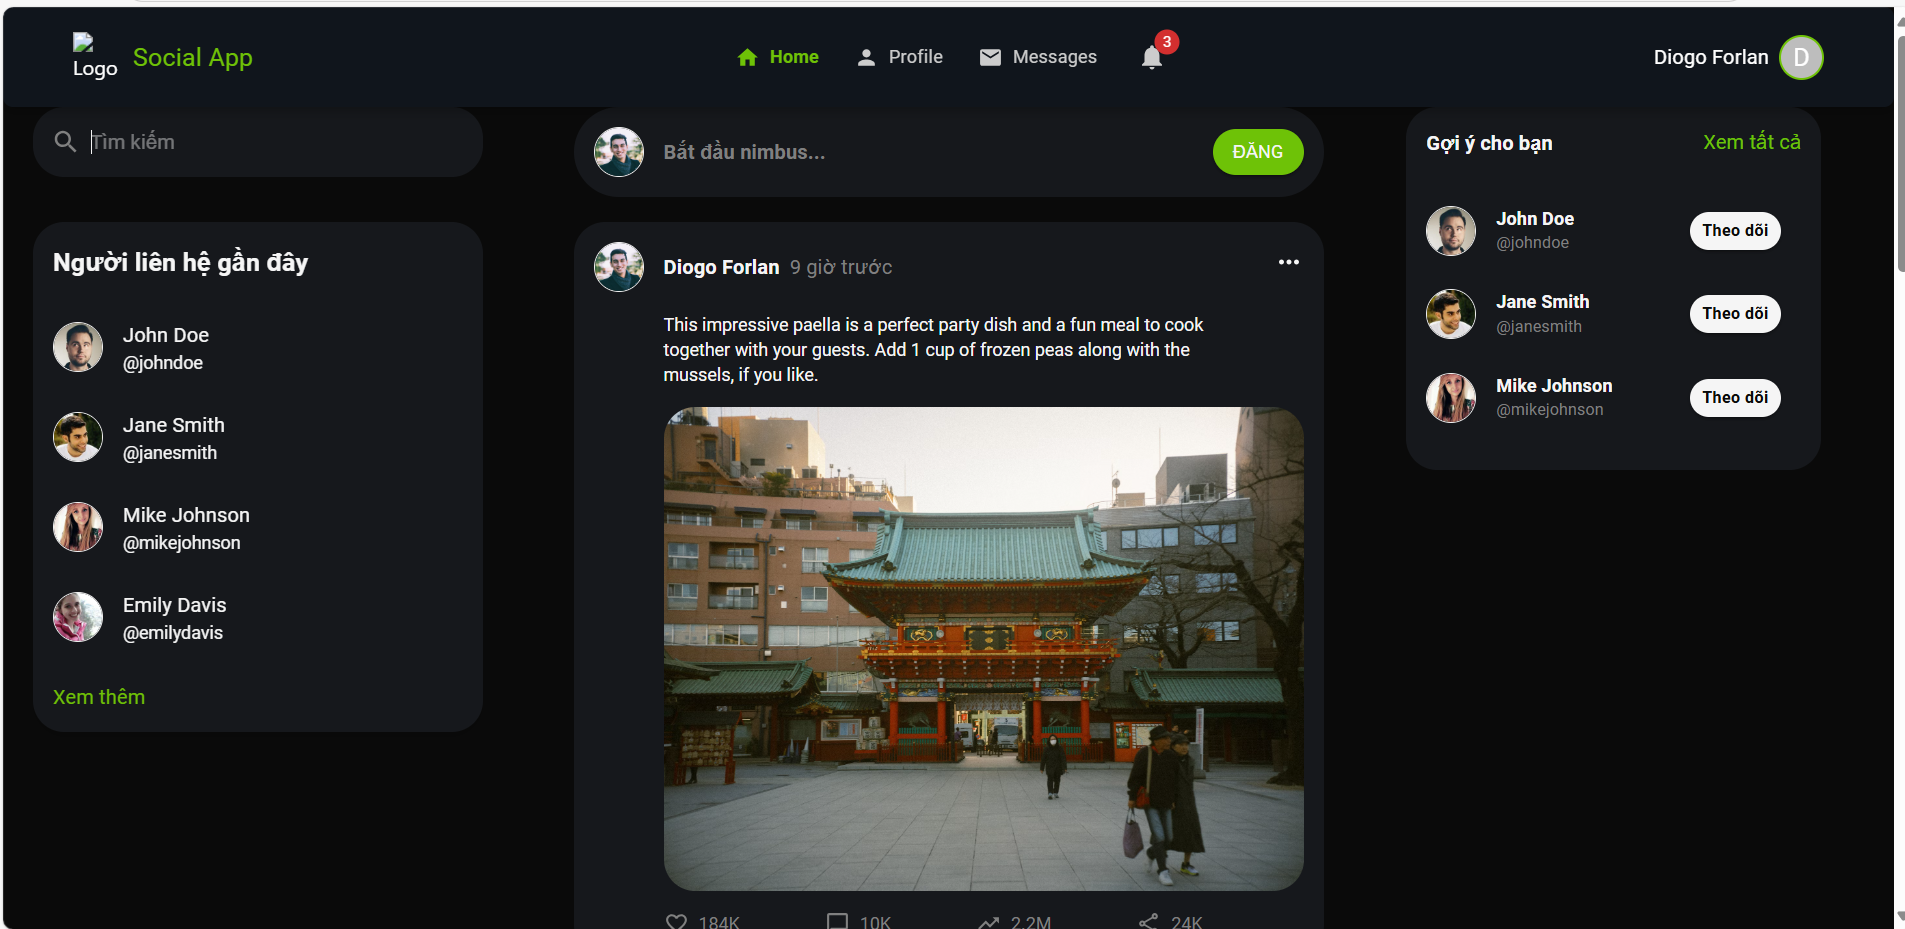 Logo
Social App
Home
Profile
Messages
3
Diogo Forlan
D
Tìm kiếm
Người liên hệ gần đây
John Doe
@johndoe
Jane Smith
@janesmith
Mike Johnson
@mikejohnson
Emily Davis
@emilydavis
Xem thêm
Bắt đầu nimbus...
ĐĂNG
Diogo Forlan 9 giờ trước
This impressive paella is a perfect party dish and a fun meal to cook
together with your guests. Add 1 cup of frozen peas along with the
mussels, if you like.
184K
10K
2.2M
24K
Gợi ý cho bạn
Xem tất cả
John Doe
@johndoe
Theo dõi
Jane Smith
@janesmith
Theo dõi
Mike Johnson
@mikejohnson
Theo dõi